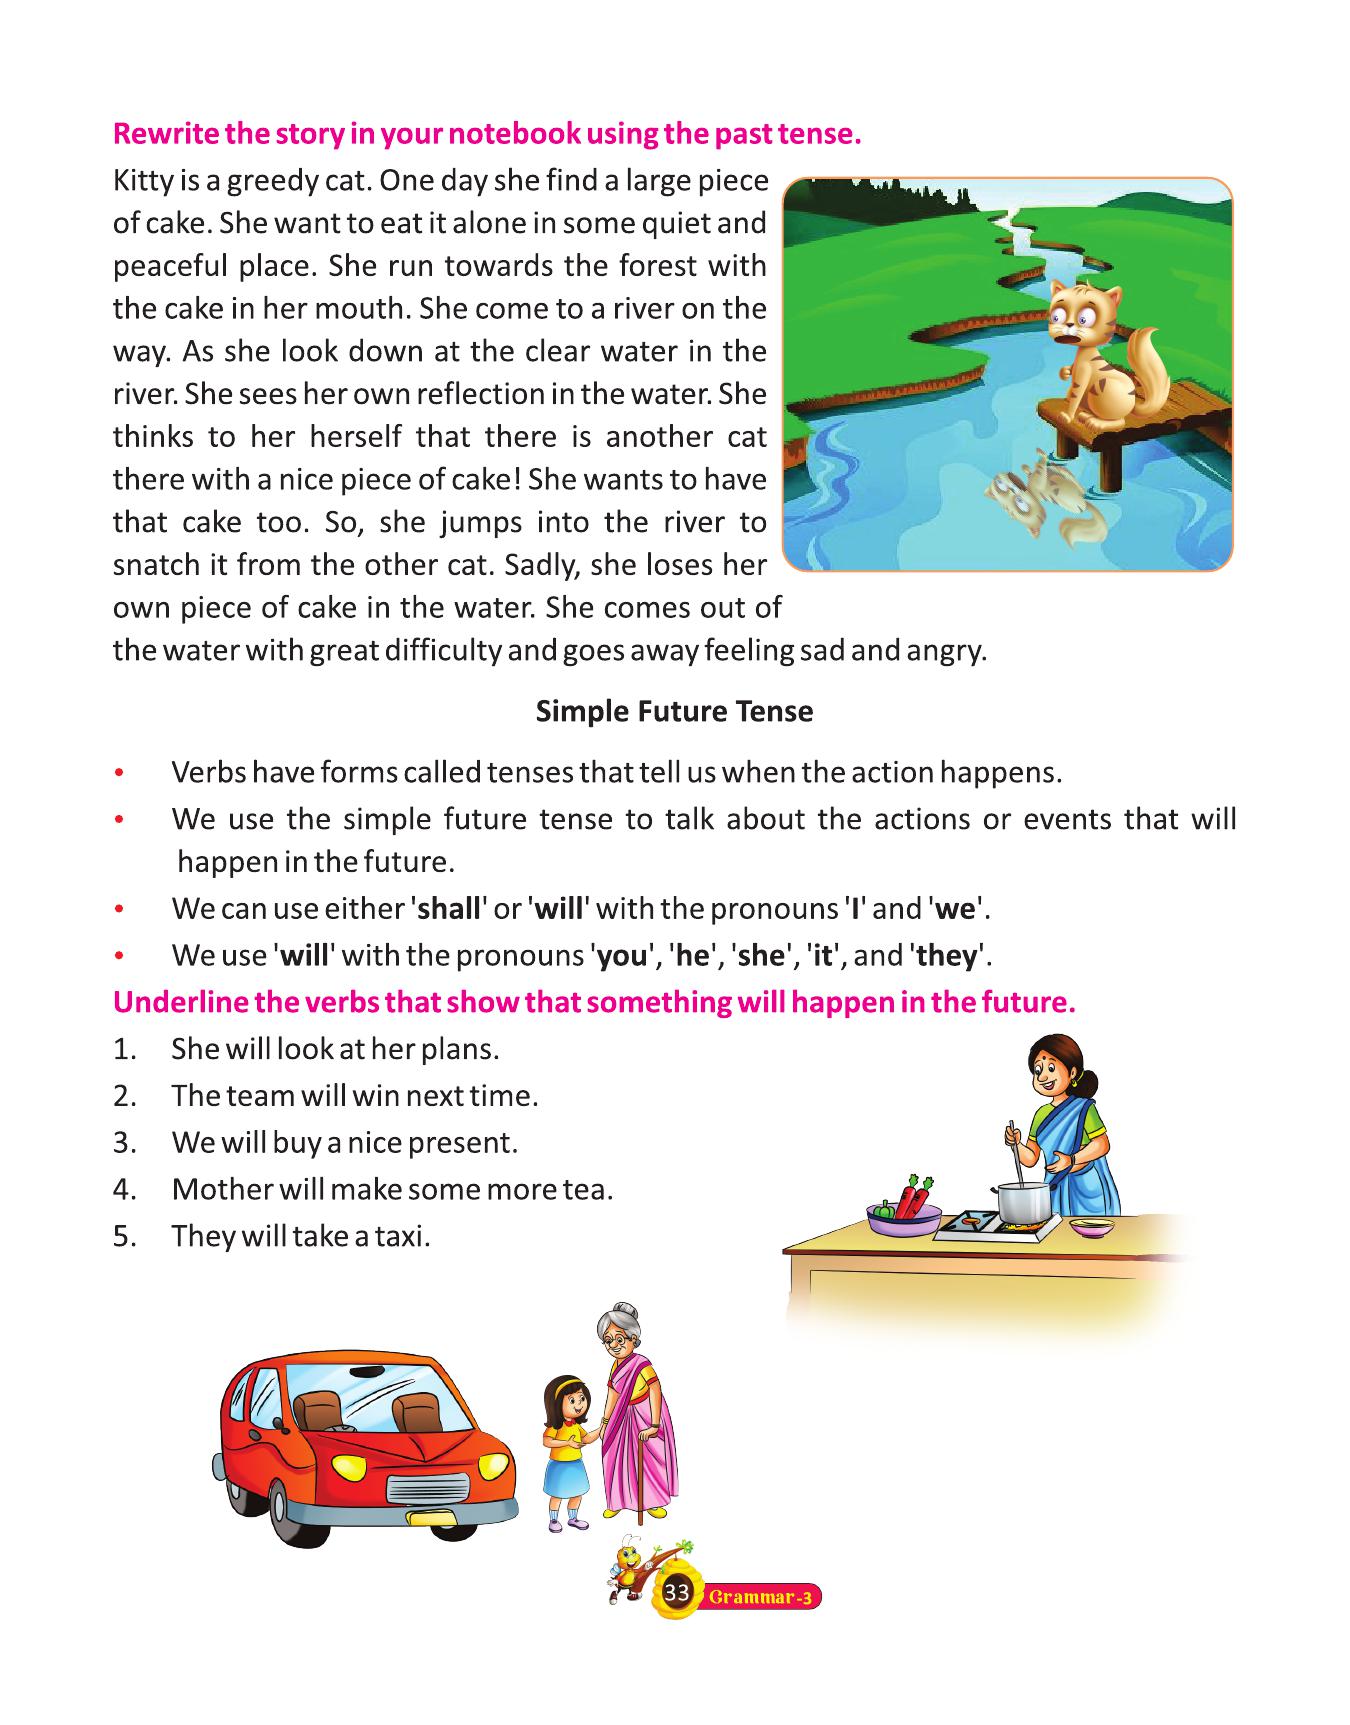 Rewrite the story in your notebook using the past tense.
Kitty is a greedy cat. One day she find a large piece
of cake. She want to eat it alone in some quiet and
peaceful place. She run towards the forest with
the cake in her mouth. She come to a river on the
way. As she look down at the clear water in the
river. She sees her own reflection in the water. She
thinks to her herself that there is another cat
there with a nice piece of cake! She wants to have
that cake too. So, she jumps into the river to
snatch it from the other cat. Sadly, she loses her
own piece of cake in the water. She comes out of
the water with great difficulty and goes away feeling sad and angry.
Simple Future Tense
• Verbs have forms called tenses that tell us when the action happens.
• We use the simple future tense to talk about the actions or events that will
happen in the future.
• We can use either 'shall' or 'will' with the pronouns 'I' and 'we'.
• We use 'will' with the pronouns 'you', 'he', 'she', 'it', and 'they'.
Underline the verbs that show that something will happen in the future.
1. She will look at her plans.
2. The team will win next time.
3. We will buy a nice present.
4. Mother will make some more tea.
5. They will take a taxi.
33 Grammar-3